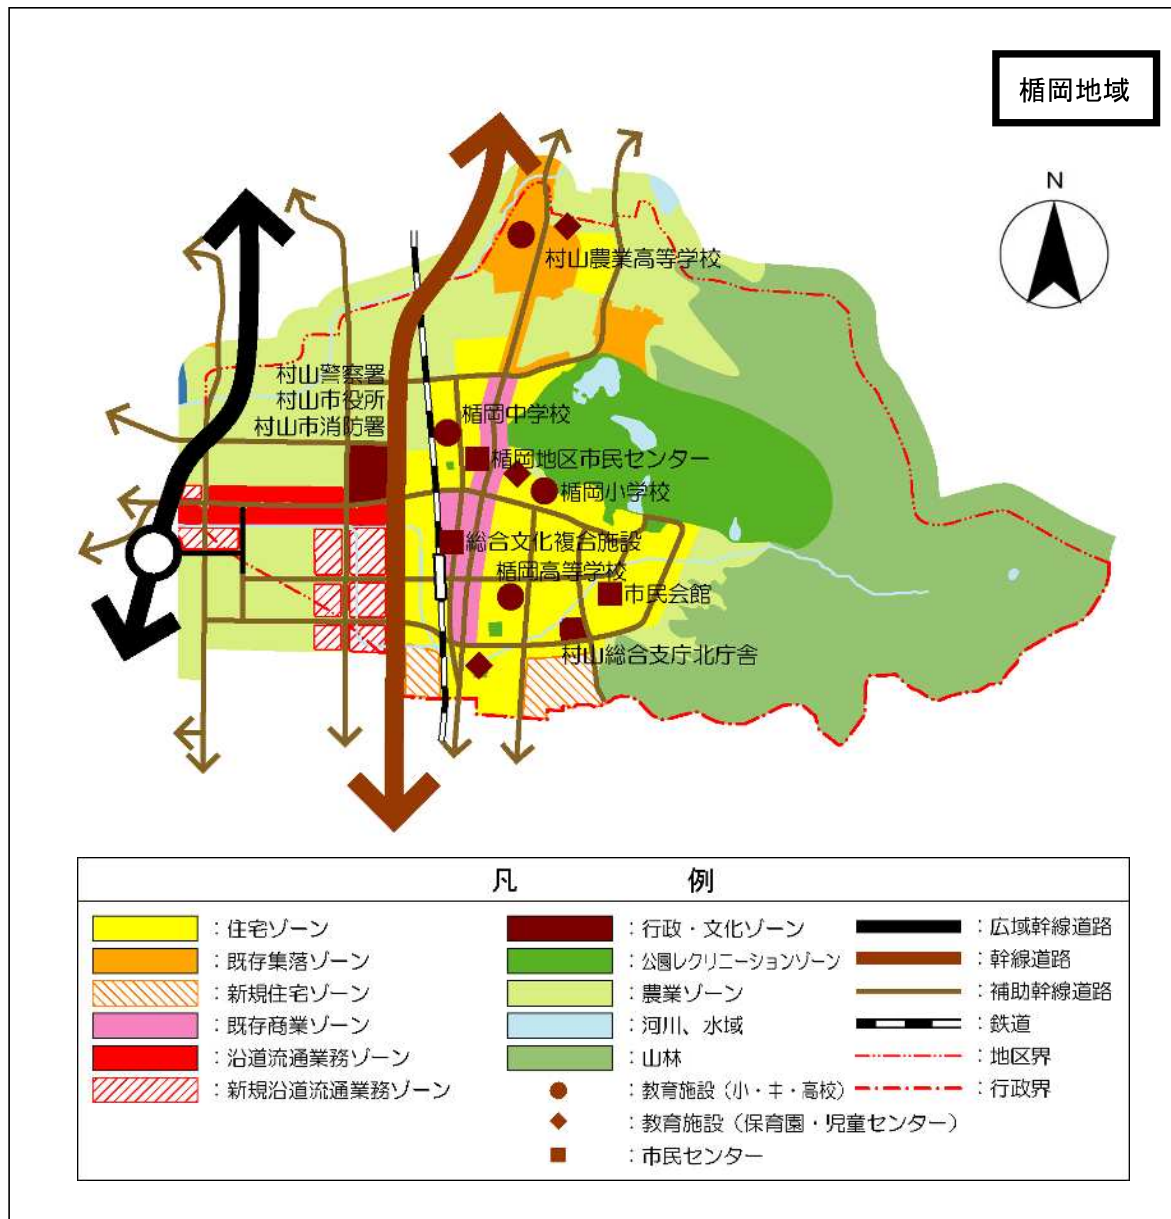 楯岡地域
N
村山農業高等学校
村山警察署
村山市役所
村山市消防署
楯岡中学校
楯岡地区市民センター
楯岡小学校
総合文化複合施設
楯岡高等学校
市民会館
村山総合支庁北庁舎
凡 例
：住宅ゾーン
：既存集落ゾーン
：新規住宅ゾーン
：既存商業ゾーン
：沿道流通業務ゾーン
：新規沿道流通業務ゾーン
：行政・文化ゾーン
：公園レクリニーションゾーン
：農業ゾーン
：河川、水域
：山林
：教育施設（小・キ・高校）
：教育施設（保育園・児童センター）
：市民センター
：広域幹線道路
：幹線道路
：補助幹線道路
：鉄道
：地区界
：行政界